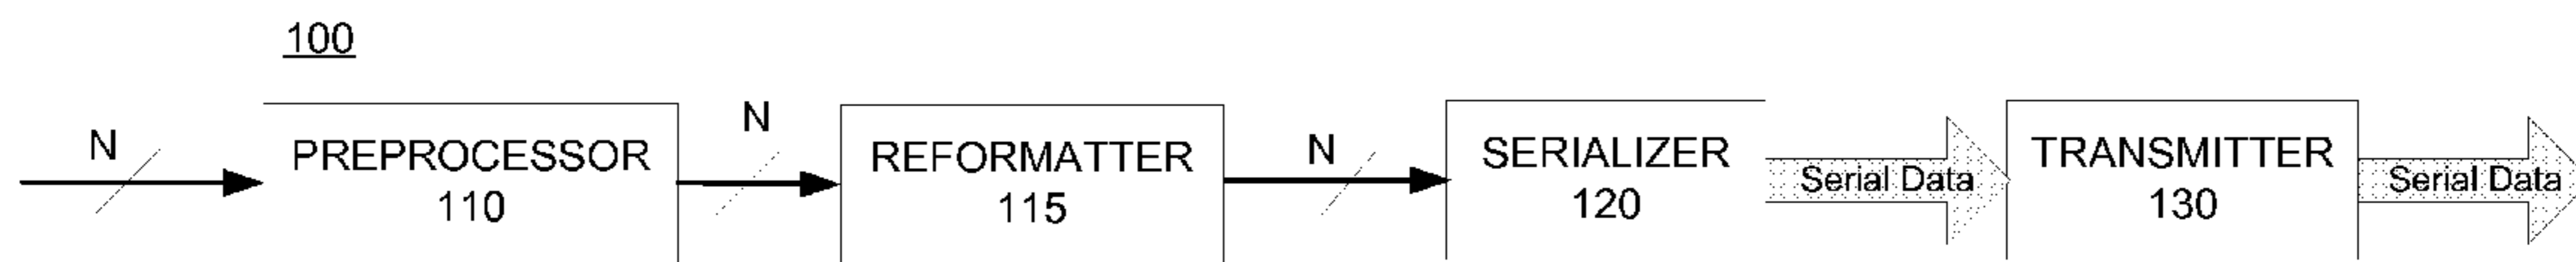 100
N
PREPROCESSOR
110
N
REFORMATTER
115
N
SERIALIZER
120
Serial Data
TRANSMITTER
130
Serial Data